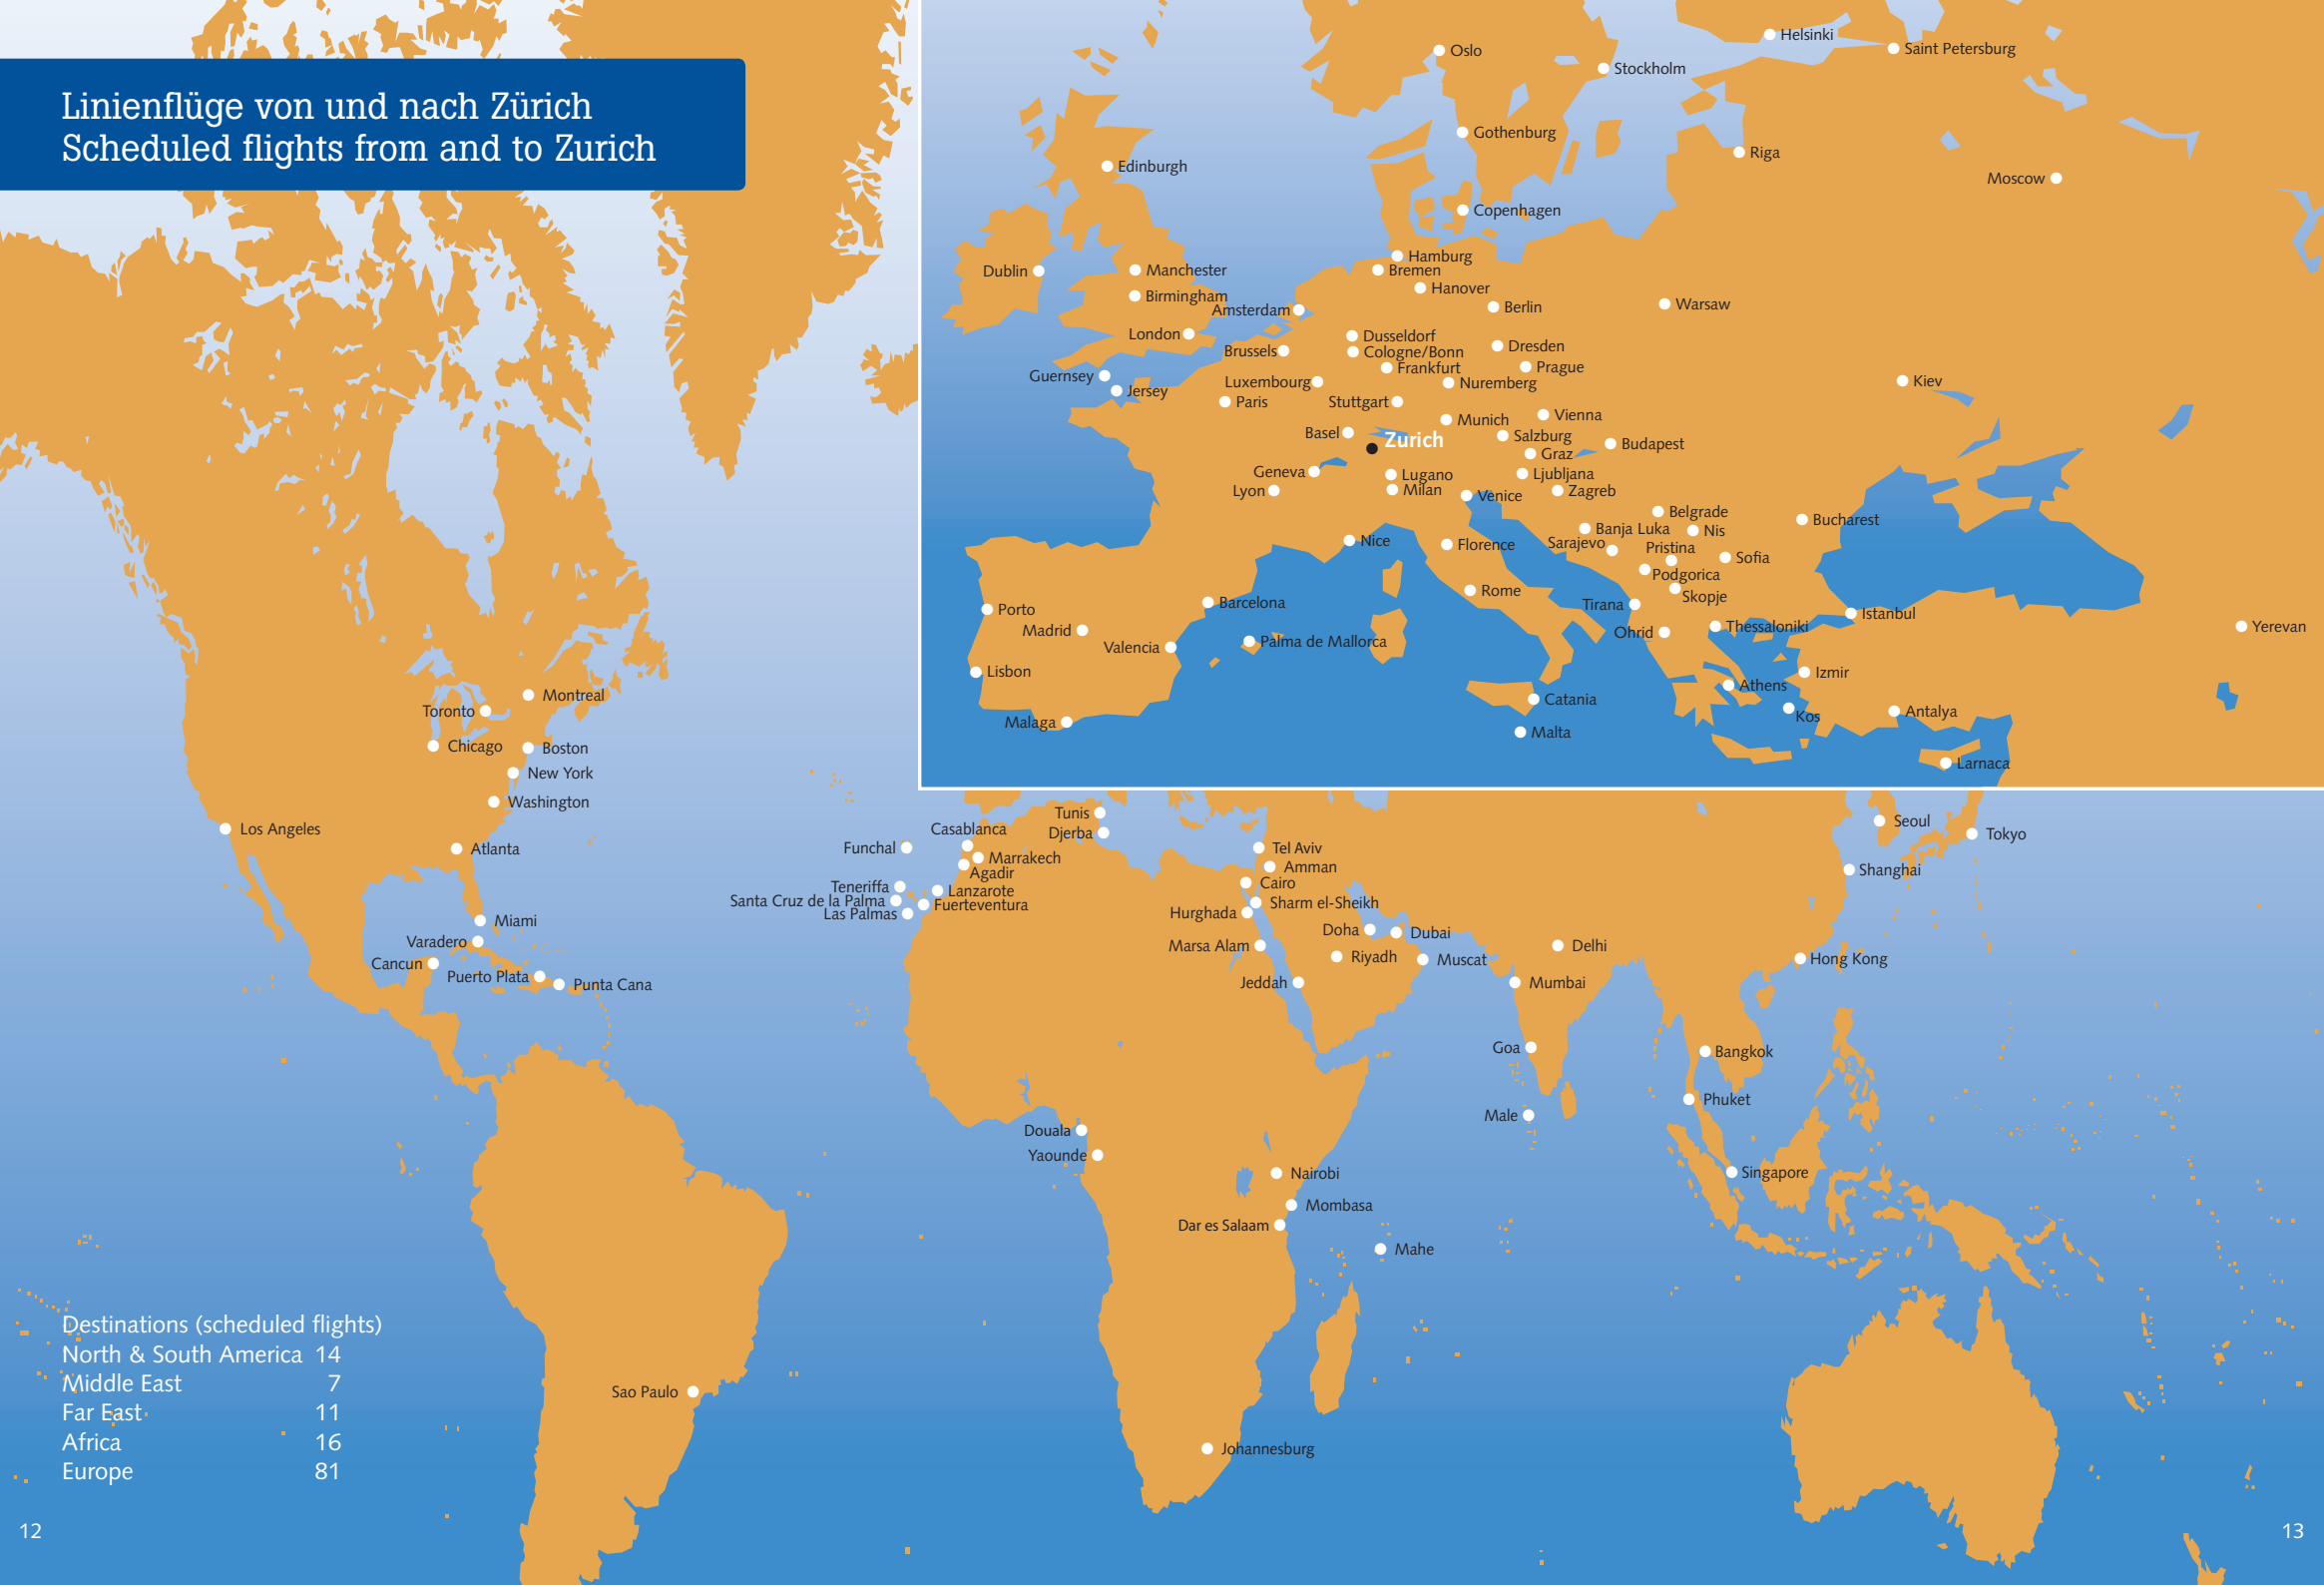 Linienflüge von und nach Zürich
Scheduled flights from and to Zurich
Helsinki
Saint Petersburg
Oslo
Stockholm
Gothenburg
Riga
Edinburgh
Moscow
Copenhagen
Hamburg
Dublin
Manchester
Bremen
Hanover
Birmingham
Amsterdam
Berlin
Warsaw
London
Dusseldorf
Brussels
Cologne/Bonn
Dresden
Frankfurt
Prague
Guernsey
Luxembourg
Nuremberg
Kiev
Jersey
Paris
Stuttgart
Munich
Vienna
Basel
Zurich
Salzburg
Budapest
Graz
Geneva
Lugano
Ljubljana
Lyon
Milan
Venice
Zagreb
Belgrade
Bucharest
Banja Luka
Nis
Nice
Florence
Sarajevo
Pristina
Sofia
Podgorica
Rome
Skopje
Barcelona
Tirana
Porto
Istanbul
Madrid
Ohrid
Thessaloniki
Yerevan
Valencia
Palma de Mallorca
Lisbon
Izmir
Athens
Catania
Kos
Antalya
Malaga
Malta
Larnaca
Montreal
Toronto
Chicago
Boston
New York
Washington
Los Angeles
Atlanta
Miami
Varadero
Cancun
Puerto Plata
Punta Cana
Tunis
Casablanca
Djerba
Funchal
Marrakech
Agadir
Teneriffa
Lanzarote
Santa Cruz de la Palma
Fuerteventura
Las Palmas
Tel Aviv
Amman
Cairo
Sharm el-Sheikh
Hurghada
Doha
Dubai
Marsa Alam
Riyadh
Muscat
Jeddah
Delhi
Mumbai
Seoul
Tokyo
Shanghai
Hong Kong
Goa
Bangkok
Phuket
Male
Singapore
Douala
Yaounde
Nairobi
Mombasa
Dar es Salaam
Mahe
Sao Paulo
Johannesburg
Destinations (scheduled flights)
North & South America 14
Middle East 7
Far East 11
Africa 16
Europe 81
12
13